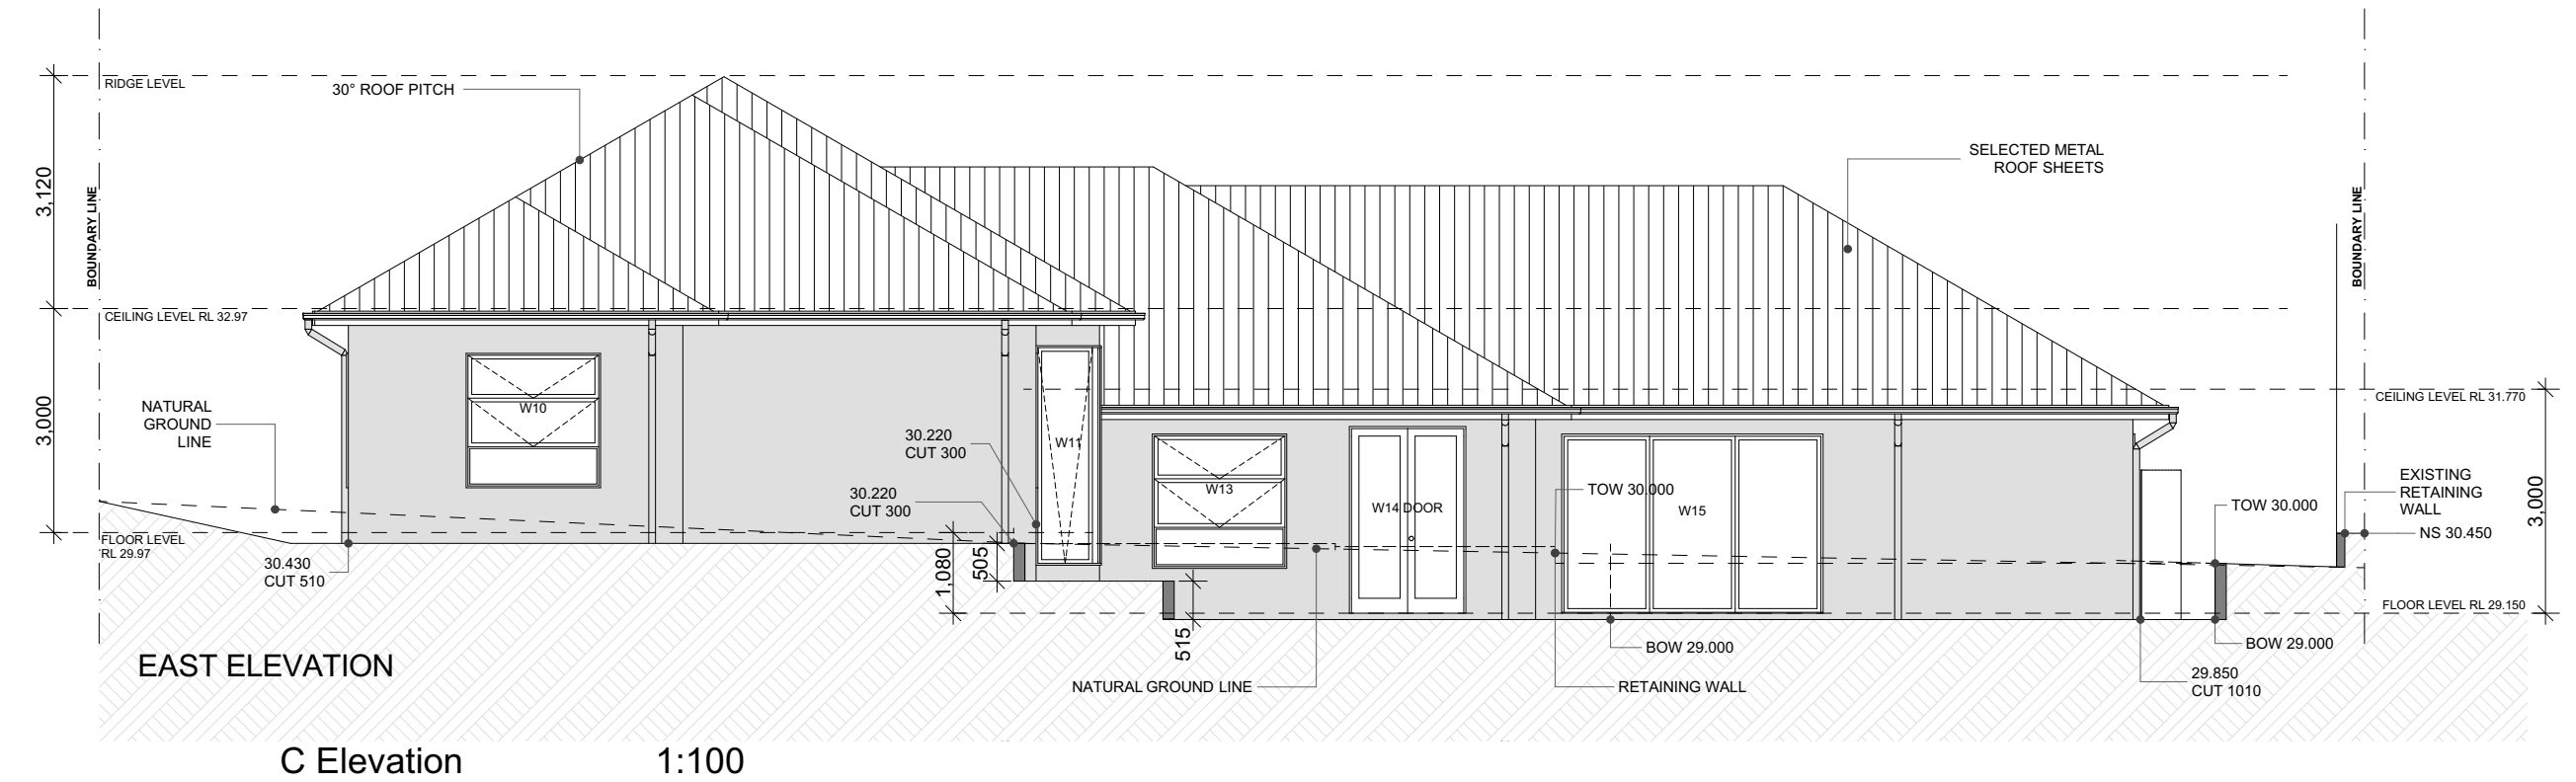 RIDGE LEVEL
30° ROOF PITCH
SELECTED METAL
ROOF SHEETS
3,120
BOUNDARY LINE
BOUNDARY LINE
CEILING LEVEL RL 32.97
CEILING LEVEL RL 31.770
3,000
NATURAL
GROUND
LINE
W10
W11
30.220
CUT 300
30.220
CUT 300
W13
W14 DOOR
TOW 30.000
W15
TOW 30.000
EXISTING
RETAINING
WALL
NS 30.450
3,000
FLOOR LEVEL
RL 29.97
30.430
CUT 510
1,080
505
515
FLOOR LEVEL RL 29.150
BOW 29.000
BOW 29.000
EAST ELEVATION
NATURAL GROUND LINE
RETAINING WALL
29.850
CUT 1010
C Elevation 1:100